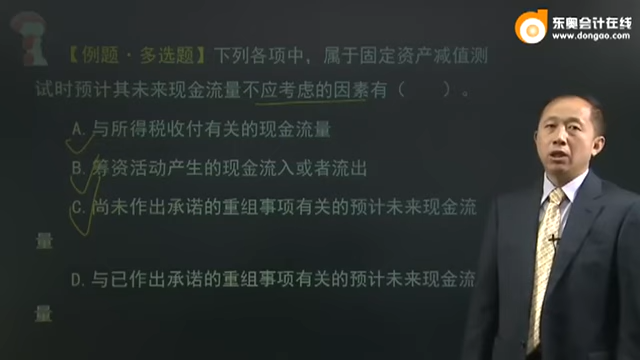 东奥会计在线
www.dongao.com
【例题·多选题】下列各项中，属于固定资产减值测
试时预计其未来现金流量不应考虑的因素有（　　）。
A.与所得税收付有关的现金流量
B.筹资活动产生的现金流入或者流出
C.尚未作出承诺的重组事项有关的预计未来现金流
量
D.与已作出承诺的重组事项有关的预计未来现金流
量